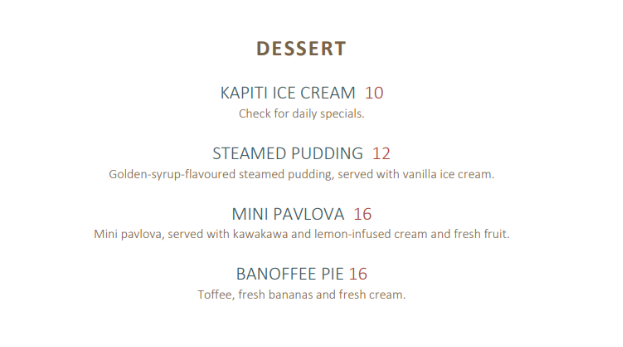 DESSERT
KAPITI ICE CREAM 10
Check for daily specials.
STEAMED PUDDING 12
Golden-syrup-flavoured steamed pudding, served with vanilla ice cream.
MINI PAVLOVA 16
Mini pavlova, served with kawakawa and lemon-infused cream and fresh fruit.
BANOFFEE PIE 16
Toffee, fresh bananas and fresh cream.